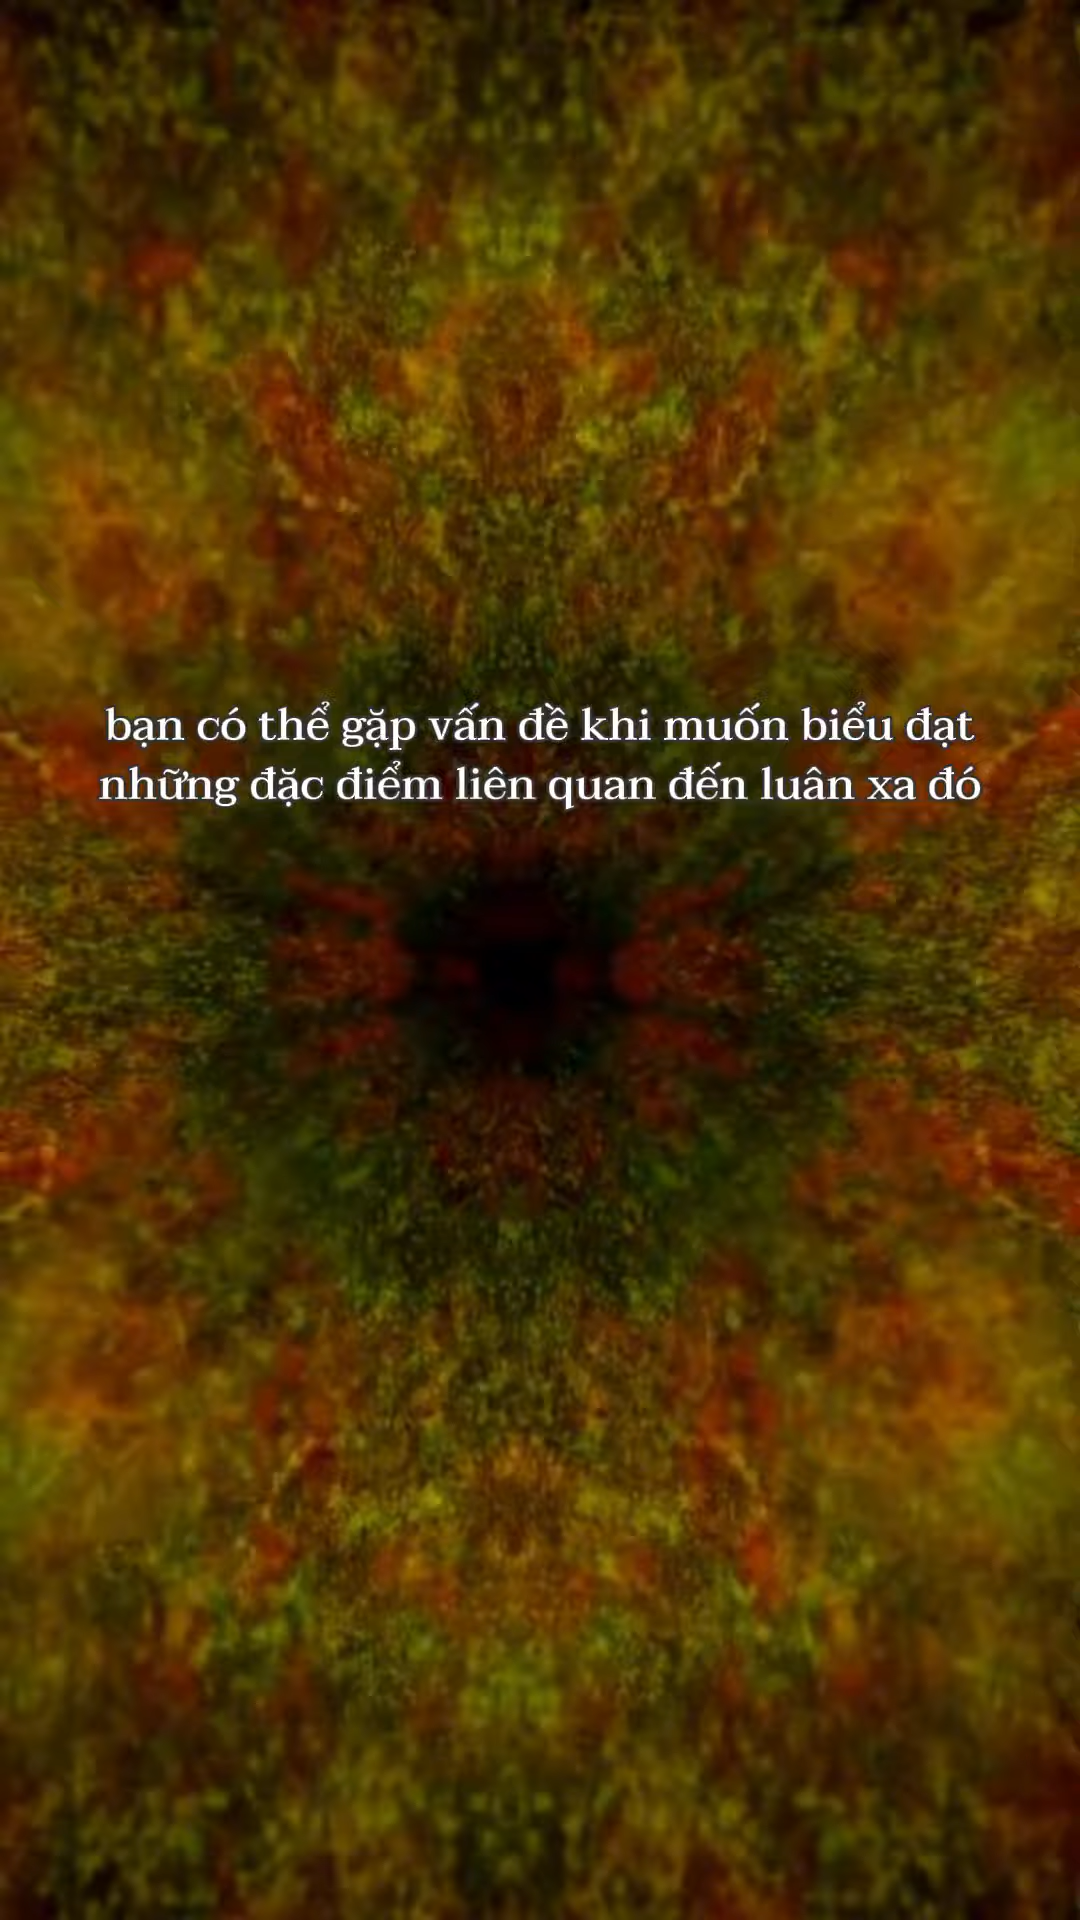 bạn có thể gặp vấn đề khi muốn biểu đạt
những đặc điểm liên quan đến luân xa đó